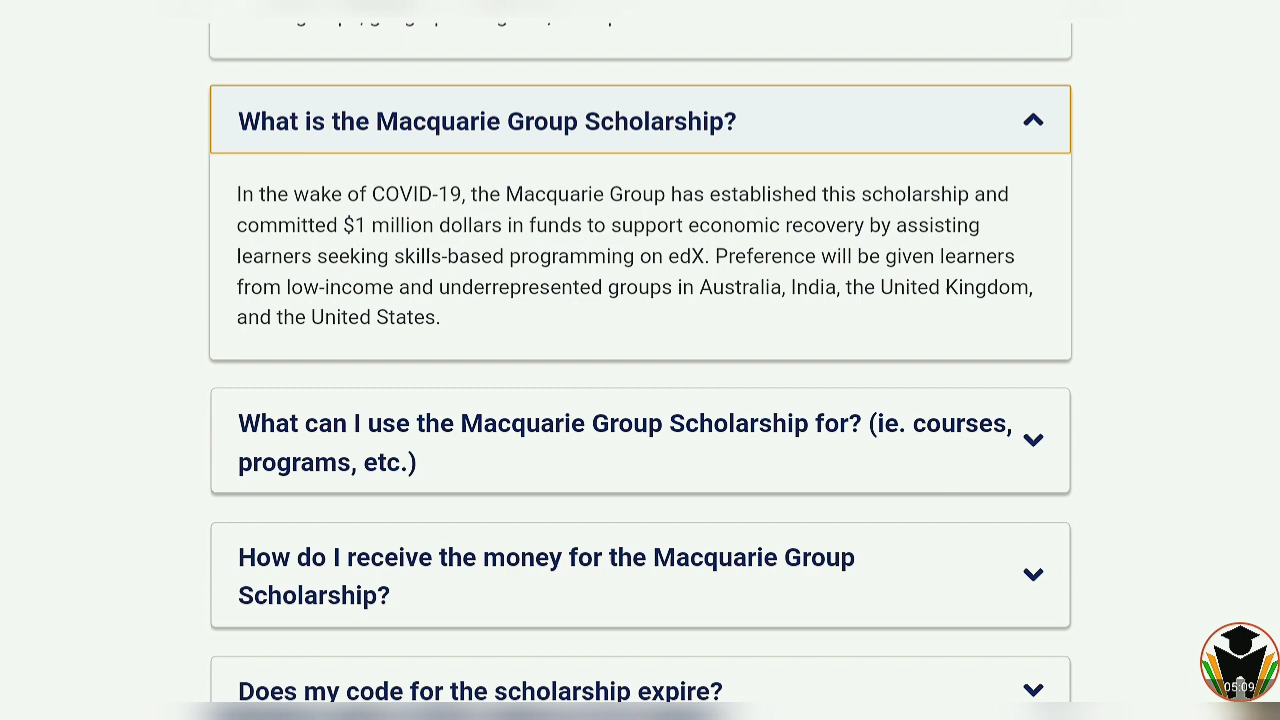 What is the Macquarie Group Scholarship?
In the wake of COVID-19, the Macquarie Group has established this scholarship and
committed $1 million dollars in funds to support economic recovery by assisting
learners seeking skills-based programming on edX. Preference will be given learners
from low-income and underrepresented groups in Australia, India, the United Kingdom,
and the United States.
What can I use the Macquarie Group Scholarship for? (ie. courses,
programs, etc.)
How do I receive the money for the Macquarie Group
Scholarship?
Does my code for the scholarship expire?
05:09